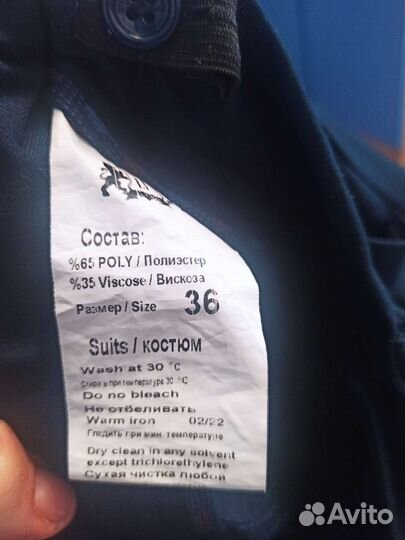 Состав:
%65 POLY / Полиэстер
%35 Viscose / Вискоза
Размер / Size 36
Suits / костюм
Wash at 30 °C
Стирать при температуре 30 °C
Do no bleach
Не отбеливать
Warm iron 02/22
Гладить при мин. температуре
Dry clean in any solvent
except trichlorethylene
Сухая чистка любой
Avito